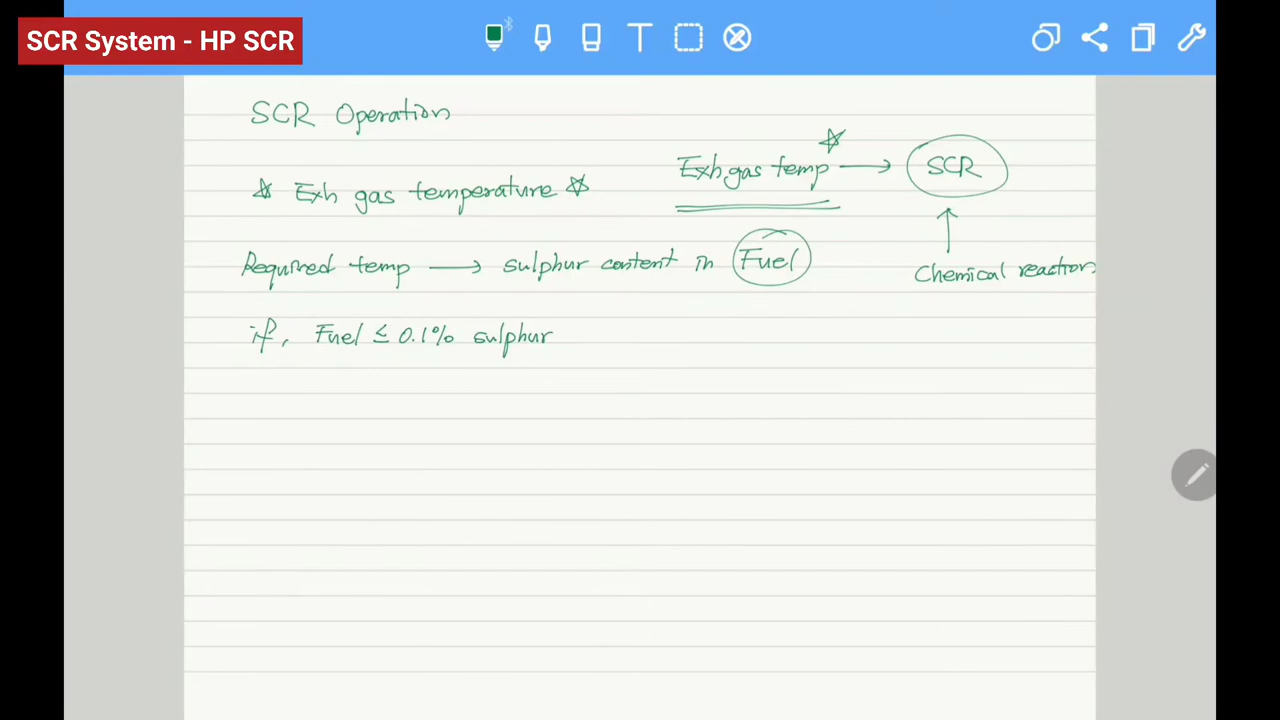 SCR System - HP SCR
SCR Operation
☆ Exh gas temperature ☆
Exh gas temp ☆ → SCR
Required temp → sulphur content in Fuel
↑
Chemical reaction
if, Fuel ≤ 0.1% sulphur